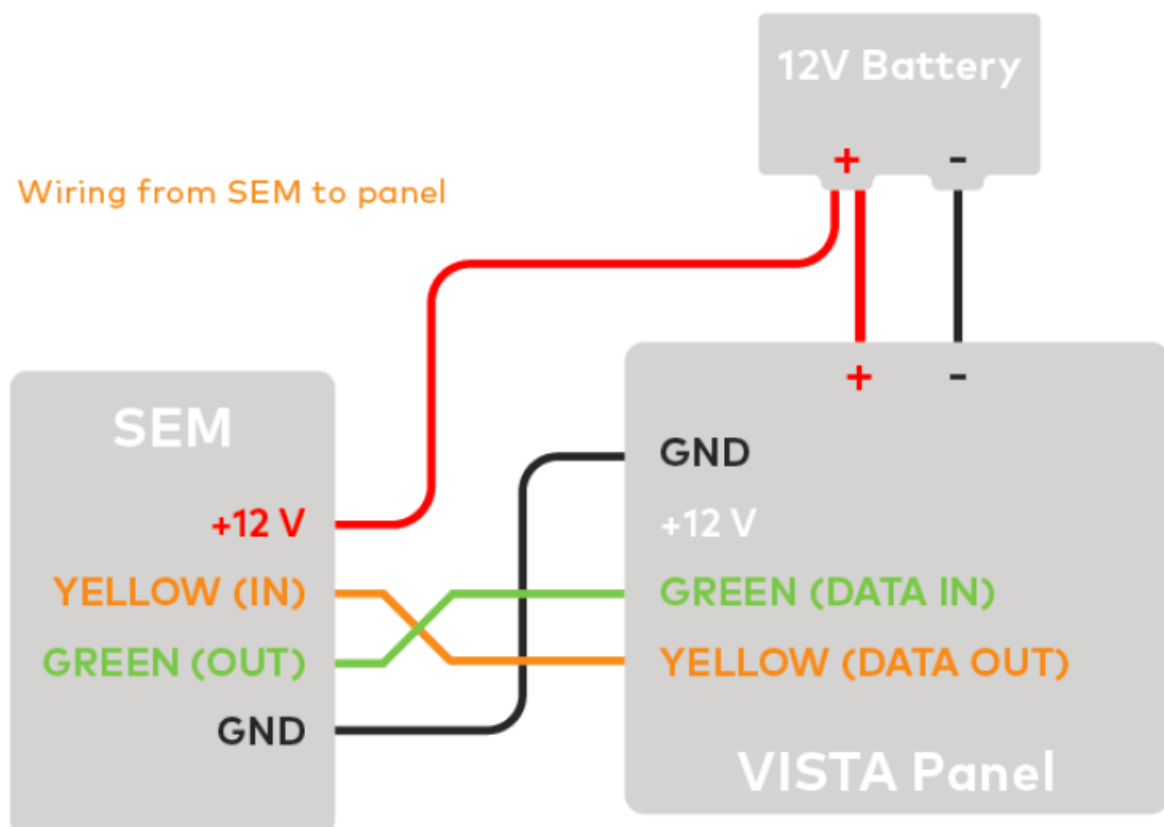 12V Battery
+ -
Wiring from SEM to panel
+ -
SEM
+12 V
YELLOW (IN)
GREEN (OUT)
GND
GND
+12 V
GREEN (DATA IN)
YELLOW (DATA OUT)
VISTA Panel